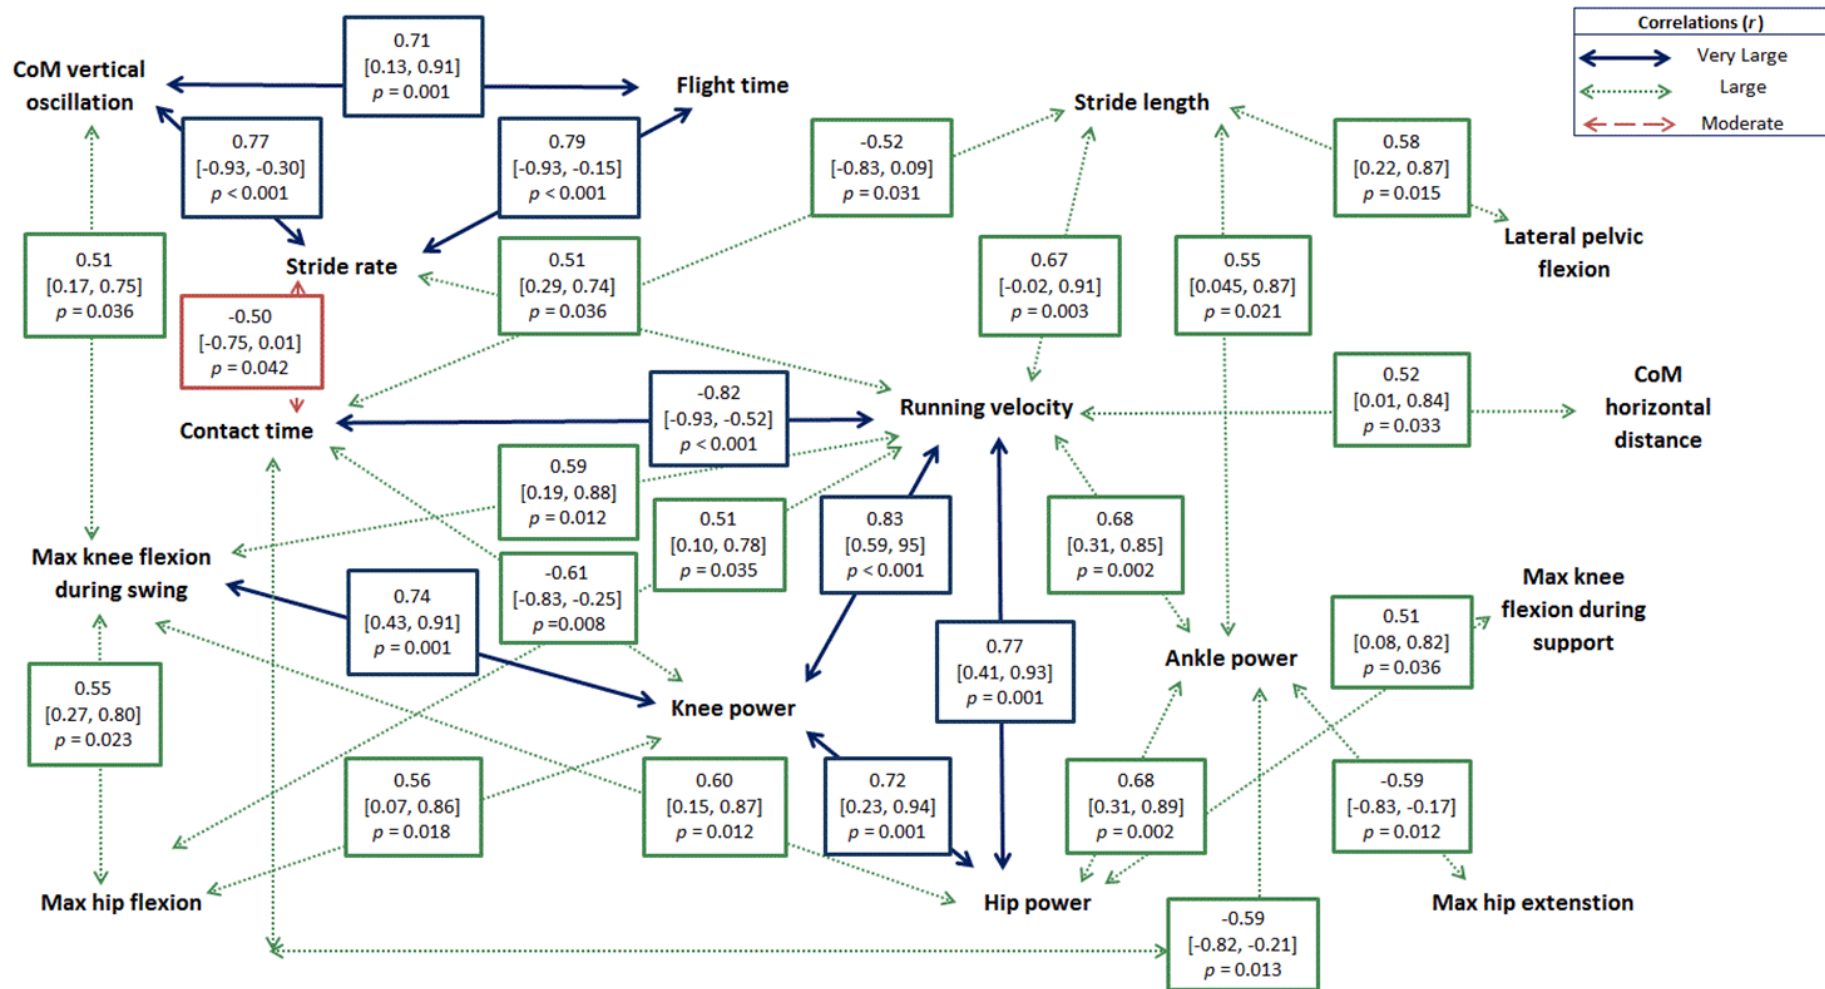 Correlations (r)
Very Large
Large
Moderate
CoM vertical
oscillation
0.71
[0.13, 0.91]
p = 0.001
Flight time
Stride length
0.77
[-0.93, -0.30]
p < 0.001
0.79
[-0.93, -0.15]
p < 0.001
-0.52
[-0.83, 0.09]
p = 0.031
0.58
[0.22, 0.87]
p = 0.015
Lateral pelvic
flexion
Stride rate
0.51
[0.17, 0.75]
p = 0.036
0.51
[0.29, 0.74]
p = 0.036
0.67
[-0.02, 0.91]
p = 0.003
0.55
[0.045, 0.87]
p = 0.021
-0.50
[-0.75, 0.01]
p = 0.042
Contact time
-0.82
[-0.93, -0.52]
p < 0.001
Running velocity
0.52
[0.01, 0.84]
p = 0.033
CoM
horizontal
distance
0.59
[0.19, 0.88]
p = 0.012
0.51
[0.10, 0.78]
p = 0.035
0.83
[0.59, 95]
p < 0.001
0.68
[0.31, 0.85]
p = 0.002
Max knee flexion
during swing
0.74
[0.43, 0.91]
p = 0.001
-0.61
[-0.83, -0.25]
p =0.008
0.77
[0.41, 0.93]
p = 0.001
Ankle power
0.51
[0.08, 0.82]
p = 0.036
Max knee
flexion during
support
0.55
[0.27, 0.80]
p = 0.023
Knee power
0.56
[0.07, 0.86]
p = 0.018
0.60
[0.15, 0.87]
p = 0.012
0.72
[0.23, 0.94]
p = 0.001
0.68
[0.31, 0.89]
p = 0.002
-0.59
[-0.83, -0.17]
p = 0.012
Max hip flexion
Hip power
Max hip extenstion
-0.59
[-0.82, -0.21]
p = 0.013